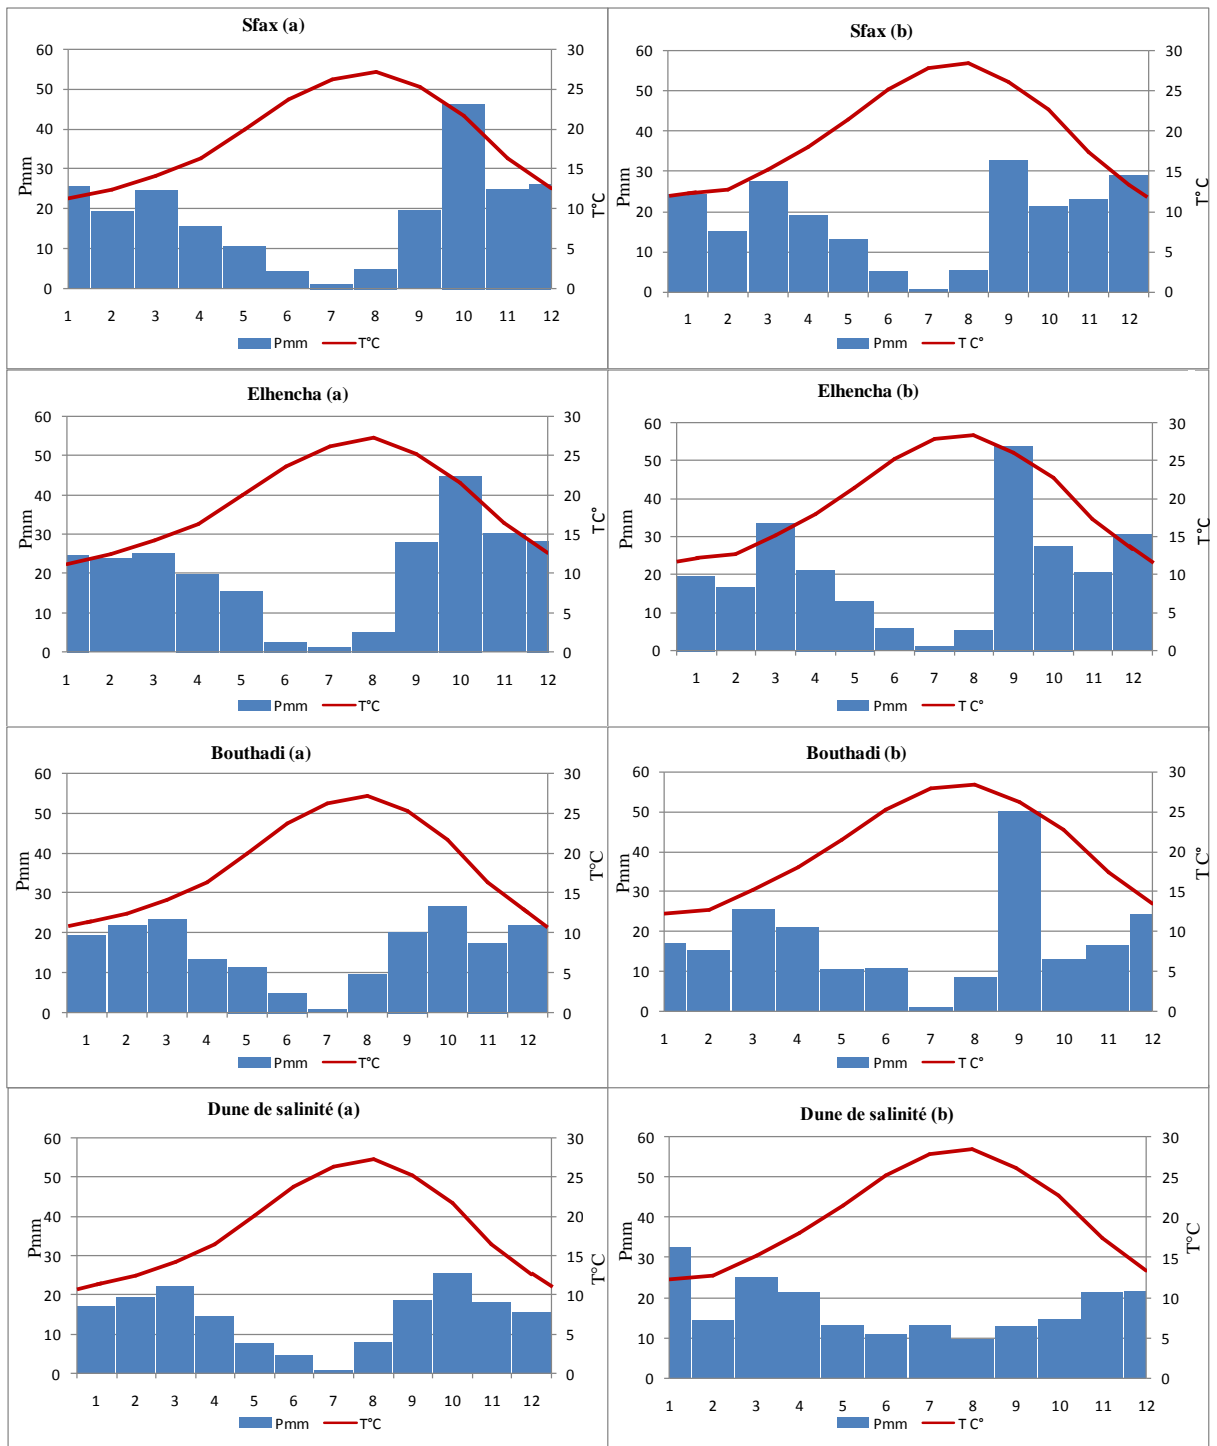 Sfax (a)
60 50 40 30 20 10 0
Pmm
30 25 20 15 10 5 0
T°C
1 2 3 4 5 6 7 8 9 10 11 12
Pmm T°C
Sfax (b)
60 50 40 30 20 10 0
Pmm
30 25 20 15 10 5 0
T° C
1 2 3 4 5 6 7 8 9 10 11 12
Pmm T C°
Elhencha (a)
60 50 40 30 20 10 0
Pmm
30 25 20 15 10 5 0
T C°
1 2 3 4 5 6 7 8 9 10 11 12
Pmm T°C
Elhencha (b)
60 50 40 30 20 10 0
Pmm
30 25 20 15 10 5 0
T°C
1 2 3 4 5 6 7 8 9 10 11 12
Pmm T C°
Bouthadi (a)
60 50 40 30 20 10 0
Pmm
30 25 20 15 10 5 0
T°C
1 2 3 4 5 6 7 8 9 10 11 12
Pmm T°C
Bouthadi (b)
60 50 40 30 20 10 0
Pmm
30 25 20 15 10 5 0
T C°
1 2 3 4 5 6 7 8 9 10 11 12
Pmm T C°
Dune de salinité (a)
60 50 40 30 20 10 0
Pmm
30 25 20 15 10 5 0
T°C
1 2 3 4 5 6 7 8 9 10 11 12
Pmm T°C
Dune de salinité (b)
60 50 40 30 20 10 0
Pmm
30 25 20 15 10 5 0
T°C
1 2 3 4 5 6 7 8 9 10 11 12
Pmm T C°